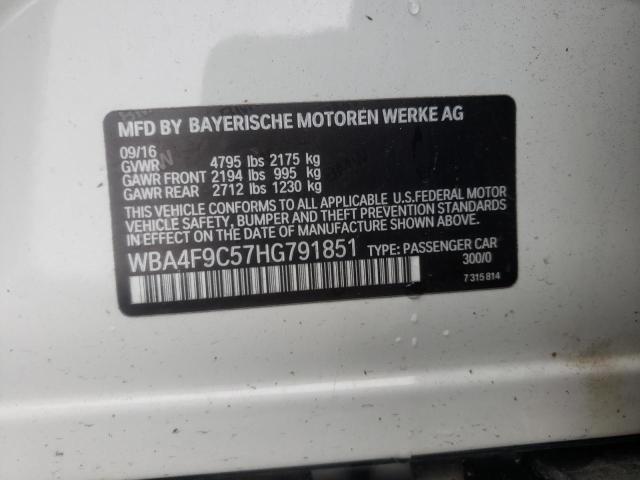 MFD BY BAYERISCHE MOTOREN WERKE AG
09/16
GVWR 4795 lbs 2175 kg
GAWR FRONT 2194 lbs 995 kg
GAWR REAR 2712 lbs 1230 kg
THIS VEHICLE CONFORMS TO ALL APPLICABLE U.S.FEDERAL MOTOR
VEHICLE SAFETY, BUMPER AND THEFT PREVENTION STANDARDS
IN EFFECT ON THE DATE OF MANUFACTURE SHOWN ABOVE.
WBA4F9C57HG791851 TYPE: PASSENGER CAR
300/0
7 315 814